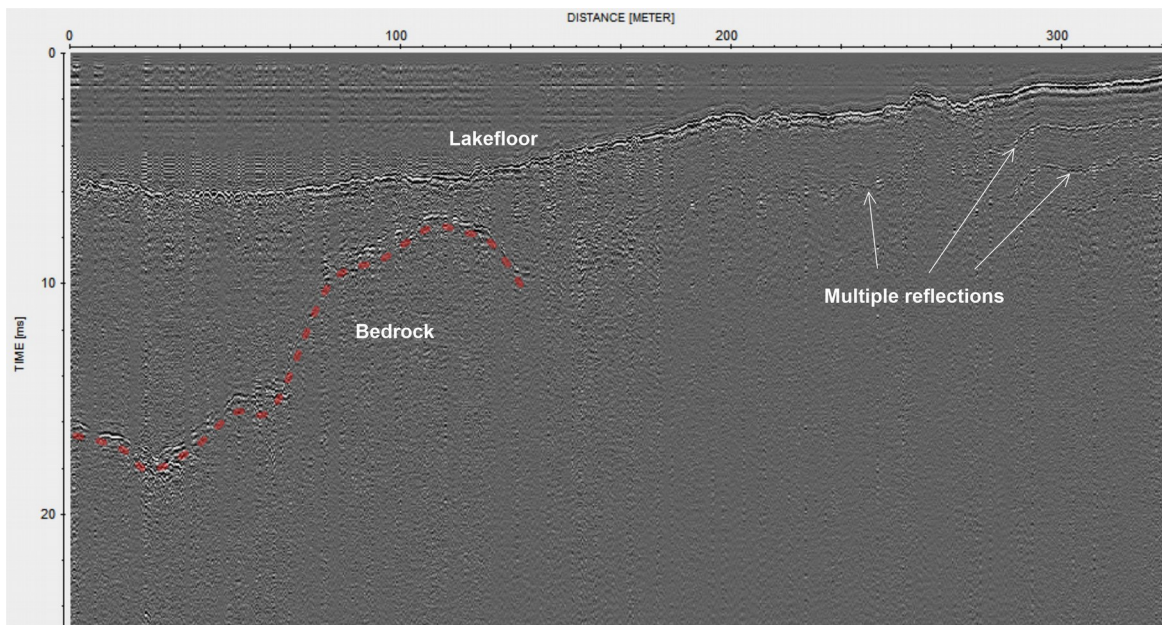 DISTANCE [METER]
0 100 200 300
0
Lakefloor
10
Multiple reflections
Bedrock
TIME [ms]
20